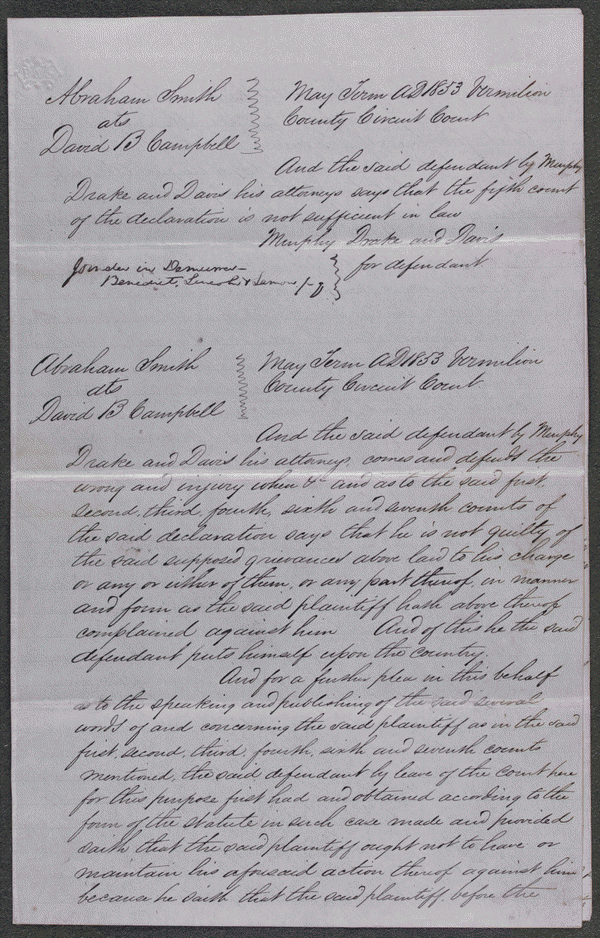 Abraham Smith
ats
David B Campbell
May Term AD 1853 Vermilion
County Circuit Court
And the said defendant by Murphy
Drake and Davis his attorneys says that the fifth count
of the declaration is not sufficient in law
Murphy Drake and Davis
for defendant
Joinder in Demurrer
Benedict, Lincoln & Lamon p. q
Abraham Smith
ats
David B Campbell
May Term AD 1853 Vermilion
County Circuit Court
And the said defendant by Murphy
Drake and Davis his attorneys, comes and defends the
wrong and injury when & and as to the said first,
second, third, fourth, sixth and seventh counts of
the said declaration says that he is not guilty of
the said supposed grievances above laid to his charge
or any or either of them, or any part thereof, in manner
and form as the said plaintiff hath above thereof
complained against him And of this he the said
defendant puts himself upon the country.
And for a further plea in this behalf
as to the speaking and publishing of the said several
words of and concerning the said plaintiff as in the said
first, second, third, fourth, sixth and seventh counts
mentioned, the said defendant by leave of the court here
for this purpose first had and obtained according to the
form of the statute in such case made and provided
saith that the said plaintiff ought not to have or
maintain his aforesaid action thereof against him
because he saith that the said plaintiff, before the